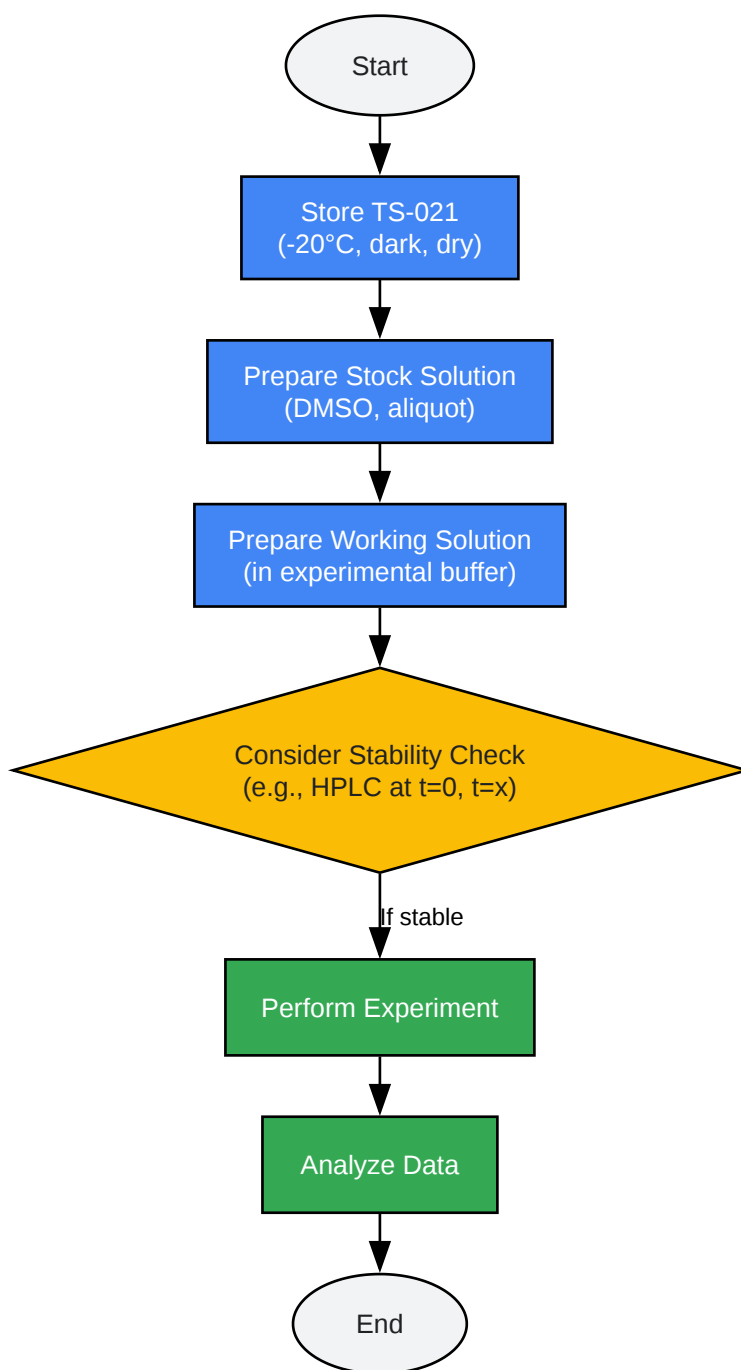 Start
Store TS-021
(-20°C, dark, dry)
Prepare Stock Solution
(DMSO, aliquot)
Prepare Working Solution
(in experimental buffer)
Consider Stability Check
(e.g., HPLC at t=0, t=x)
If stable
Perform Experiment
Analyze Data
End